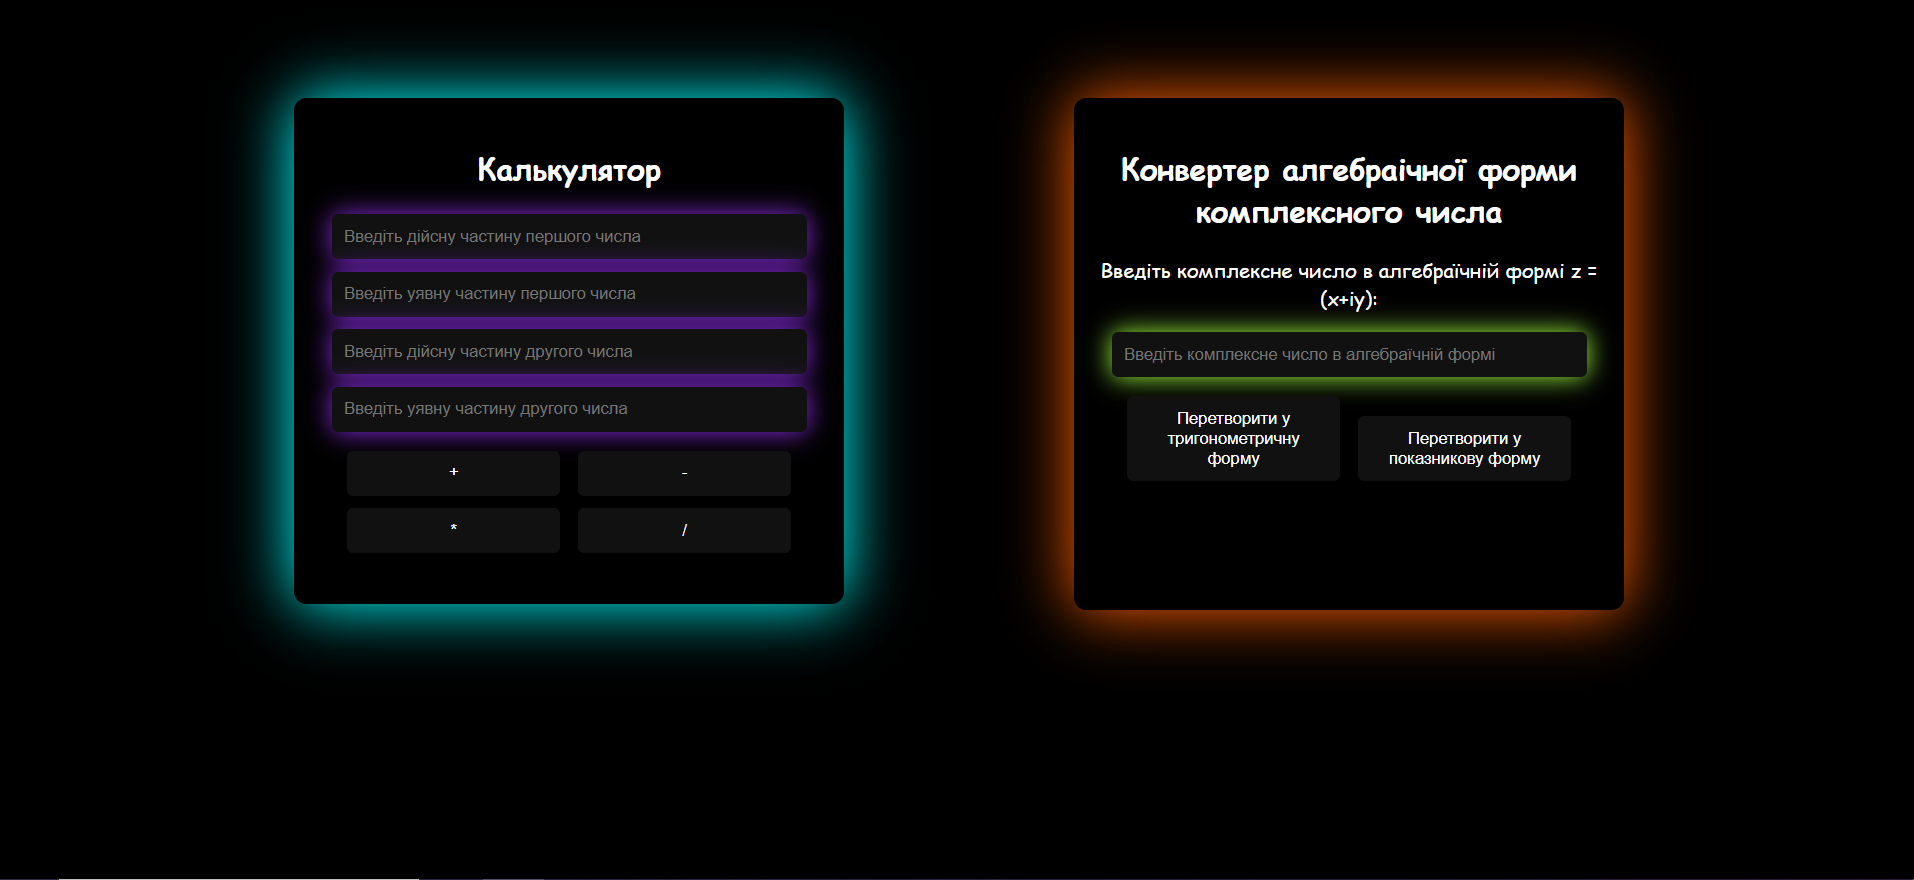 Калькулятор
Введіть дійсну частину першого числа
Введіть уявну частину першого числа
Введіть дійсну частину другого числа
Введіть уявну частину другого числа
+
-
*
/
Конвертер алгебраічної форми
комплексного числа
Введіть комплексне число в алгебраїчній формі z =
(x+iy):
Введіть комплексне число в алгебраїчній формі
Перетворити у
тригонометричну
форму
Перетворити у
показникову форму